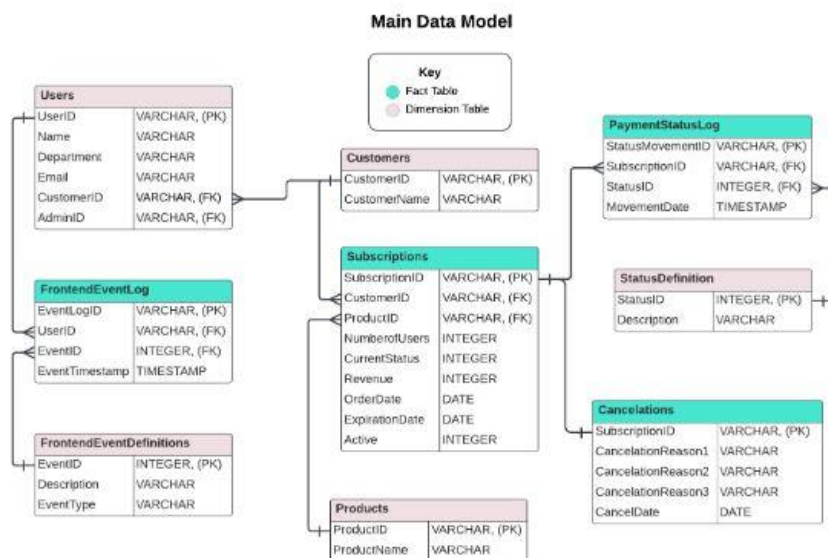 Main Data Model
Key
Fact Table
Dimension Table
Users
UserID VARCHAR, (PK)
Name VARCHAR
Department VARCHAR
Email VARCHAR
CustomerID VARCHAR, (FK)
AdminID VARCHAR, (FK)
FrontendEventLog
EventLogID VARCHAR, (PK)
UserID VARCHAR, (FK)
EventID INTEGER, (FK)
EventTimestamp TIMESTAMP
FrontendEventDefinitions
EventID INTEGER, (PK)
Description VARCHAR
EventType VARCHAR
Customers
CustomerID VARCHAR, (PK)
CustomerName VARCHAR
Subscriptions
SubscriptionID VARCHAR, (PK)
CustomerID VARCHAR, (FK)
ProductID VARCHAR, (FK)
NumberofUsers INTEGER
CurrentStatus INTEGER
Revenue INTEGER
OrderDate DATE
ExpirationDate DATE
Active INTEGER
Products
ProductID VARCHAR, (PK)
ProductName VARCHAR
PaymentStatusLog
StatusMovementID VARCHAR, (PK)
SubscriptionID VARCHAR, (FK)
StatusID INTEGER, (FK)
MovementDate TIMESTAMP
StatusDefinition
StatusID INTEGER, (PK)
Description VARCHAR
Cancelations
SubscriptionID VARCHAR, (PK)
CancelationReason1 VARCHAR
CancelationReason2 VARCHAR
CancelationReason3 VARCHAR
CancelDate DATE